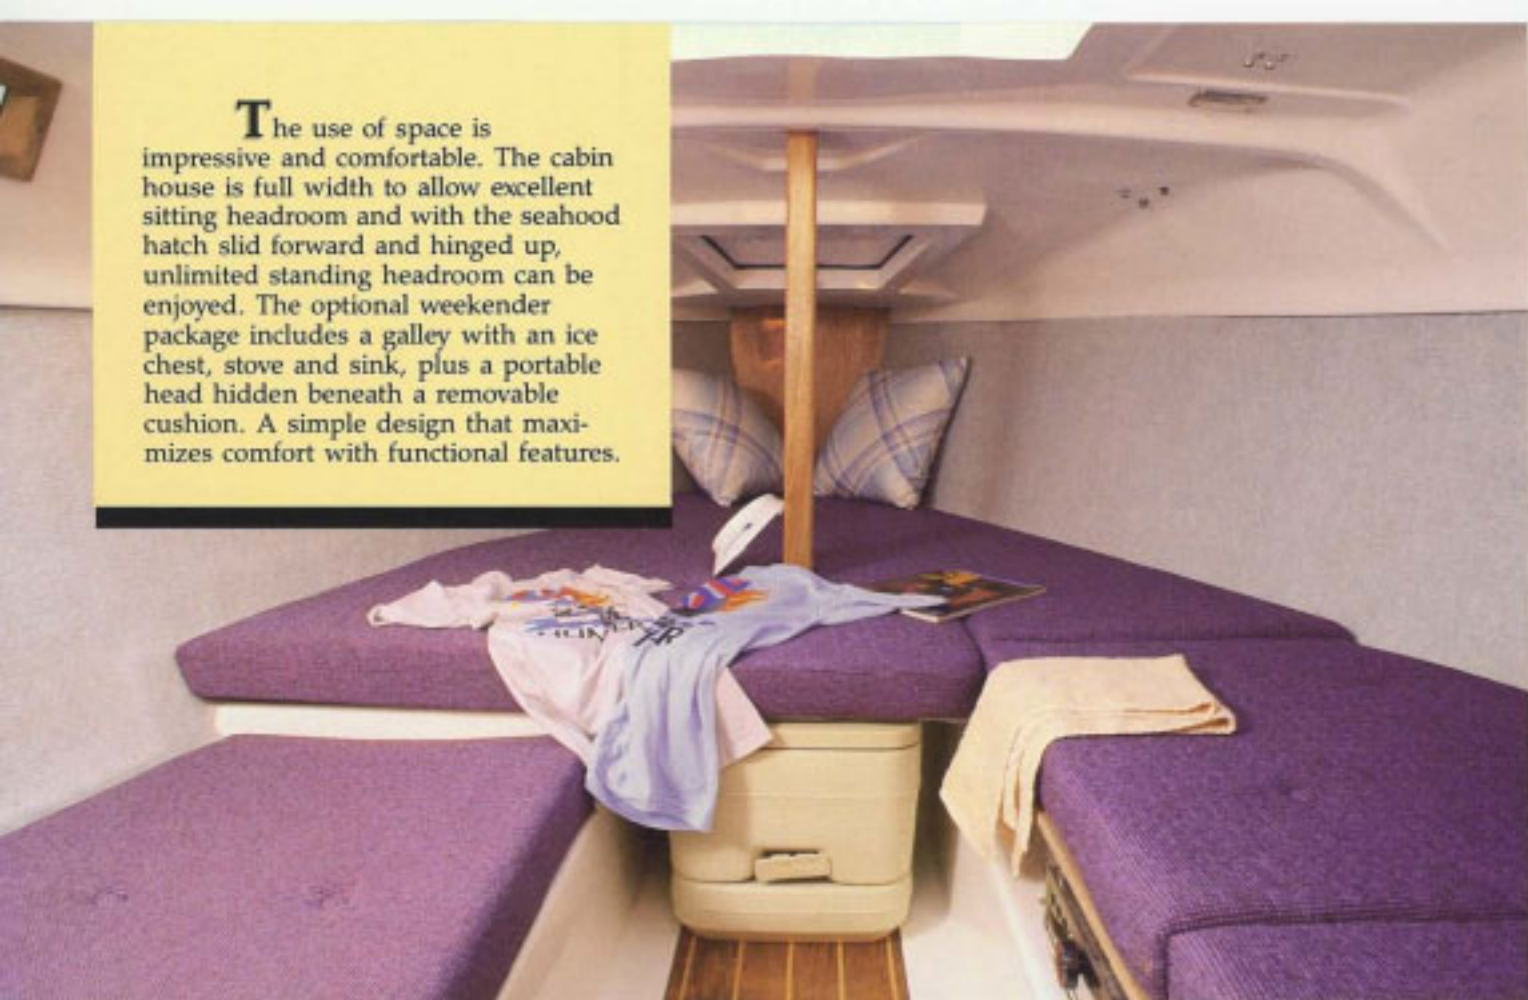 The use of space is
impressive and comfortable. The cabin
house is full width to allow excellent
sitting headroom and with the seahood
hatch slid forward and hinged up,
unlimited standing headroom can be
enjoyed. The optional weekender
package includes a galley with an ice
chest, stove and sink, plus a portable
head hidden beneath a removable
cushion. A simple design that maxi-
mizes comfort with functional features.